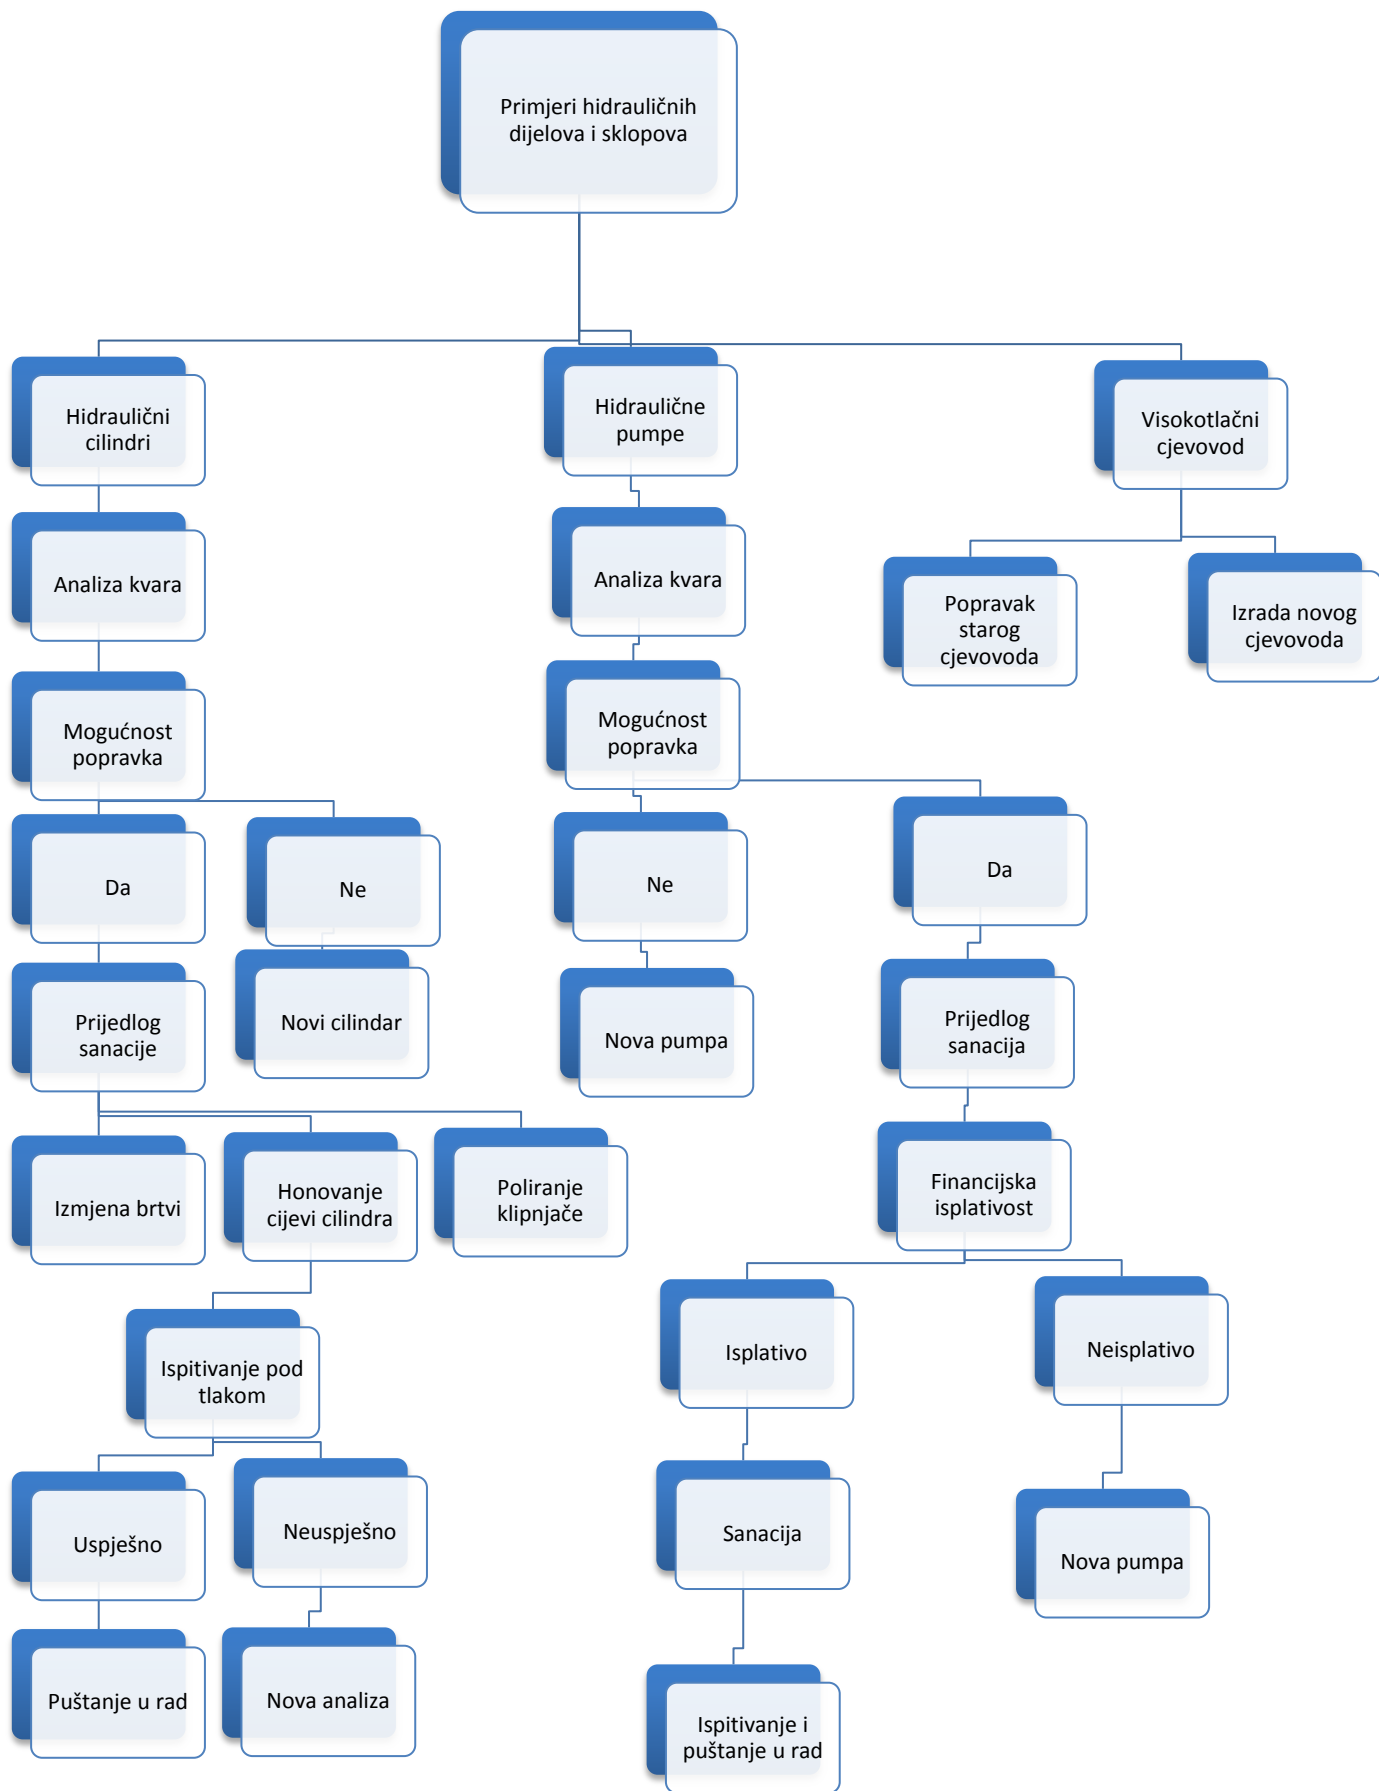 Primjeri hidrauličnih
dijelova i sklopova
Hidraulični
cilindri
Hidraulične
pumpe
Visokotlačni
cjevovod
Analiza kvara
Analiza kvara
Popravak
starog
cjevovoda
Izrada novog
cjevovoda
Mogućnost
popravka
Mogućnost
popravka
Da
Ne
Ne
Da
Prijedlog
sanacije
Novi cilindar
Nova pumpa
Prijedlog
sanacija
Izmjena brtvi
Honovanje
cijevi cilindra
Poliranje
klipnjače
Financijska
isplativost
Ispitivanje pod
tlakom
Isplativo
Neisplativo
Uspješno
Neuspješno
Sanacija
Nova pumpa
Puštanje u rad
Nova analiza
Ispitivanje i
puštanje u rad